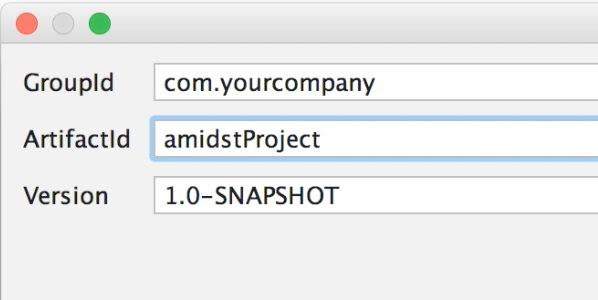 GroupId com.yourcompany
ArtifactId amidstProject
Version 1.0-SNAPSHOT